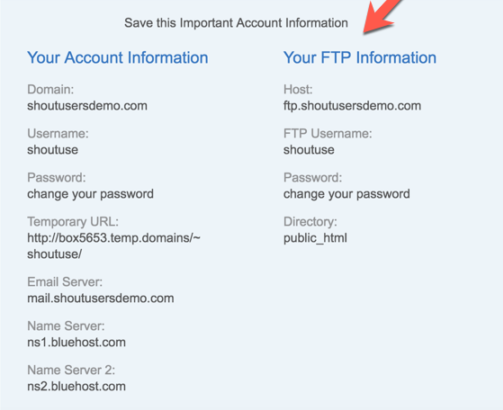 Save this Important Account Information
Your Account Information
Domain:
shoutusersdemo.com
Username:
shoutuse
Password:
change your password
Temporary URL:
http://box5653.temp.domains/~
shoutuse/
Email Server:
mail.shoutusersdemo.com
Name Server:
ns1.bluehost.com
Name Server 2:
ns2.bluehost.com
Your FTP Information
Host:
ftp.shoutusersdemo.com
FTP Username:
shoutuse
Password:
change your password
Directory:
public_html